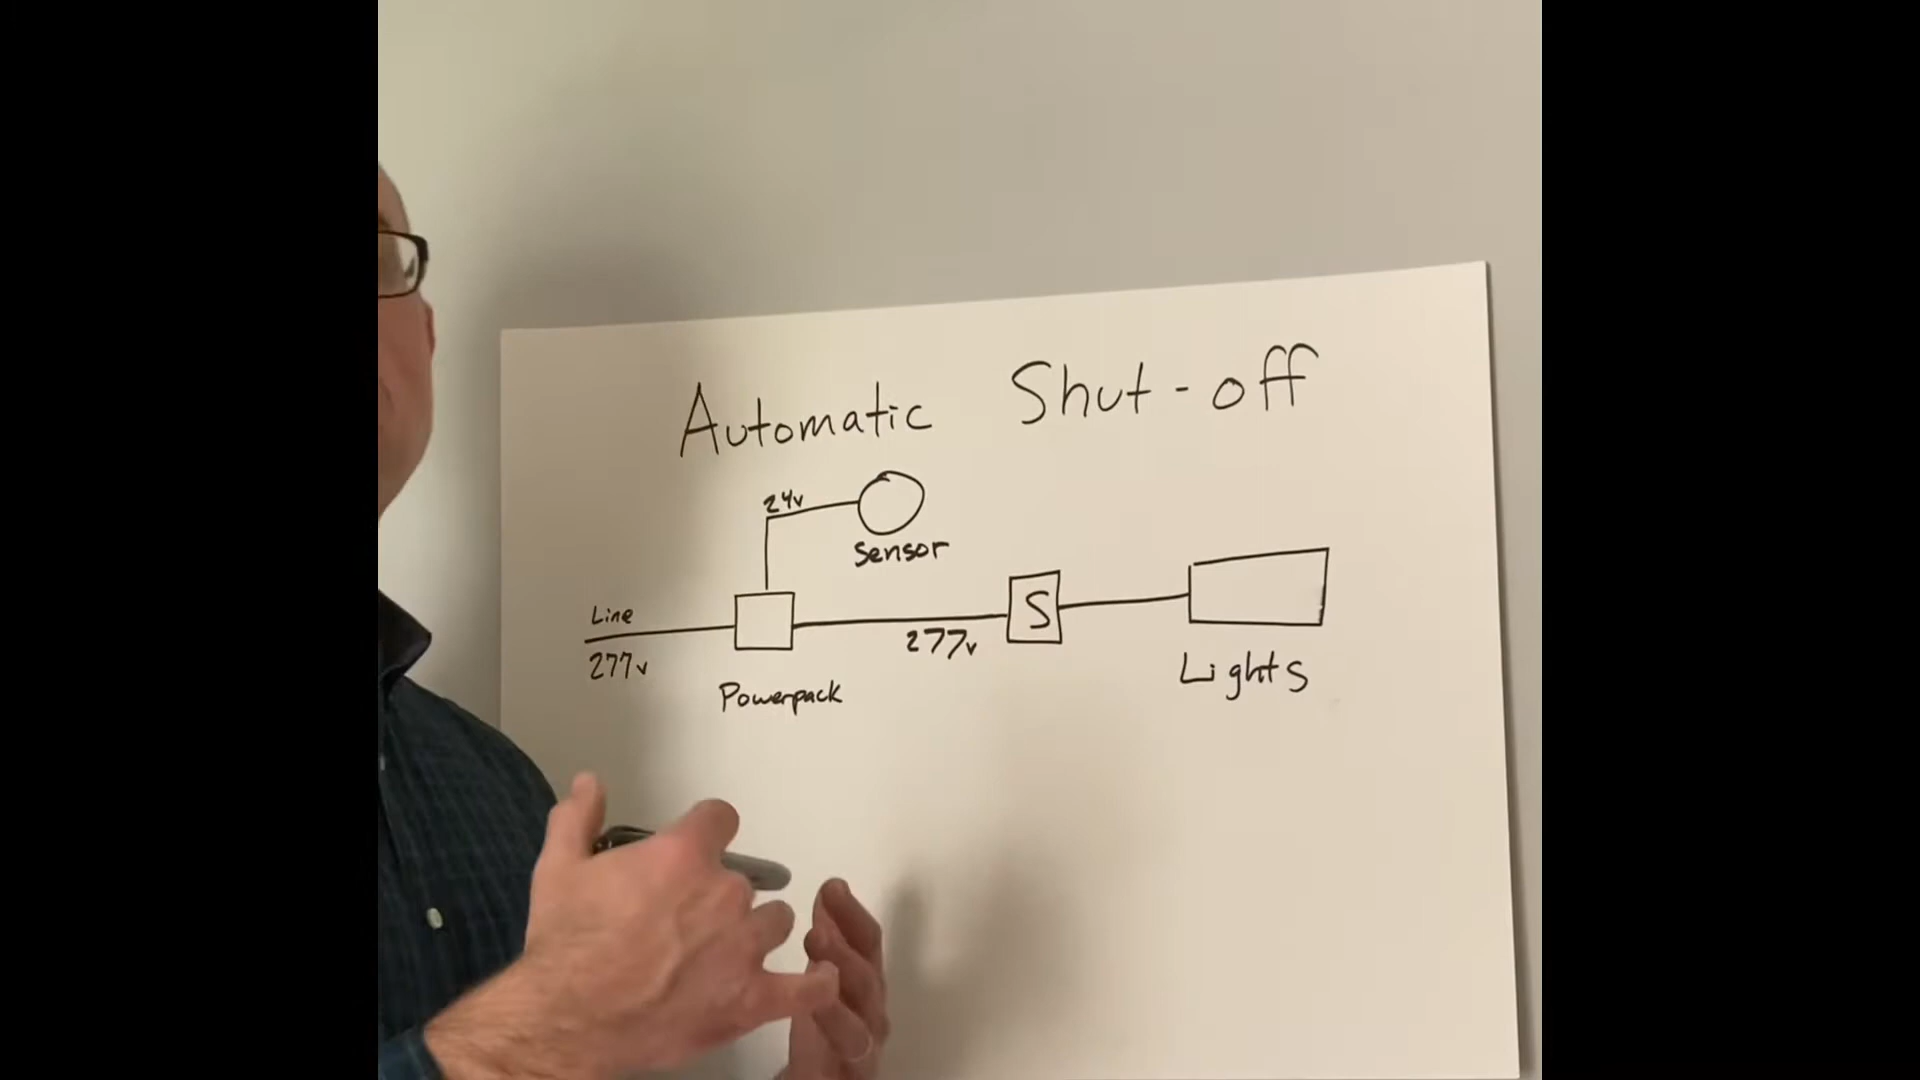 Automatic Shut-off
24v
Sensor
Line
277v
Powerpack
277v
S
Lights